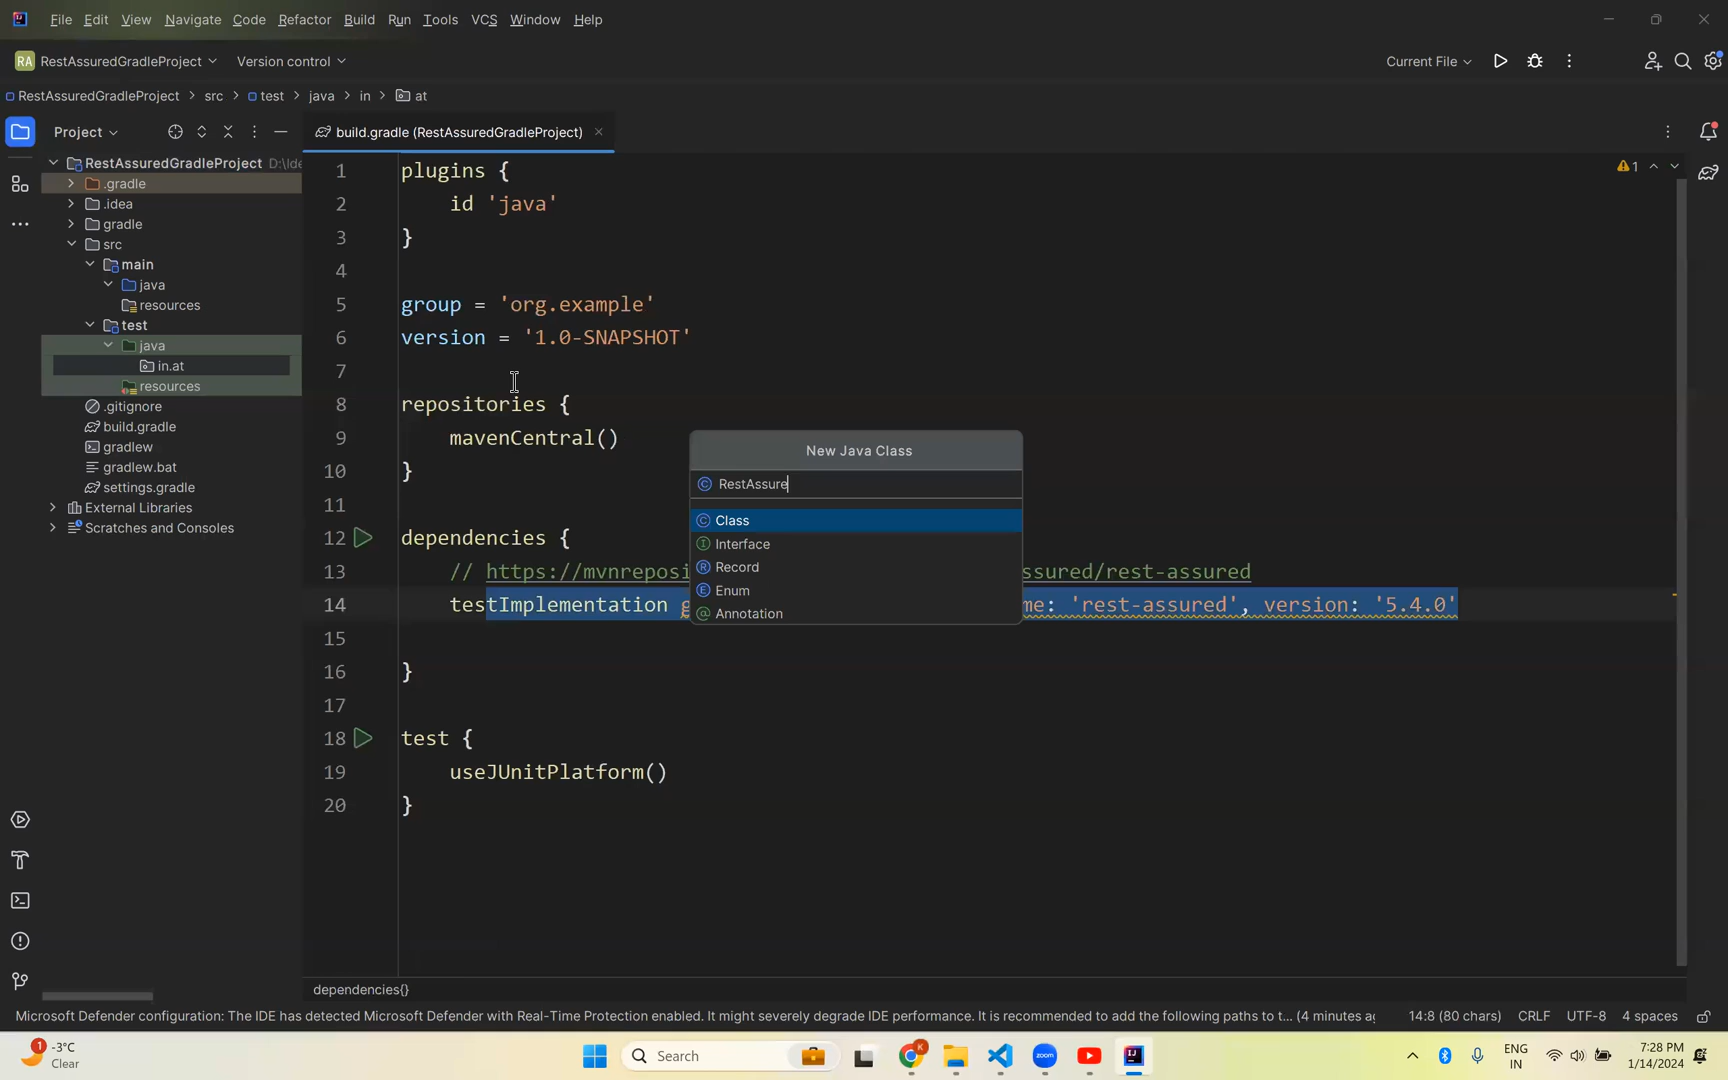 File Edit View Navigate Code Refactor Build Run Tools VCS Window Help
RA RestAssuredGradleProject Version control Current File
RestAssuredGradleProject > src > test > java > in > at
Project
build.gradle (RestAssuredGradleProject)
RestAssuredGradleProject D:\Ide
.gradle
.idea
gradle
src
main
java
resources
test
java
in.at
resources
.gitignore
build.gradle
gradlew
gradlew.bat
settings.gradle
External Libraries
Scratches and Consoles
1 plugins {
2 id 'java'
3 }
4
5 group = 'org.example'
6 version = '1.0-SNAPSHOT'
7
8 repositories {
9 mavenCentral()
10 }
11
12 dependencies {
13 // https://mvnreposi ssured/rest-assured
14 testImplementation g me: 'rest-assured', version: '5.4.0'
15
16 }
17
18 test {
19 useJUnitPlatform()
20 }
1
New Java Class
RestAssure
Class
Interface
Record
Enum
Annotation
dependencies{}
Microsoft Defender configuration: The IDE has detected Microsoft Defender with Real-Time Protection enabled. It might severely degrade IDE performance. It is recommended to add the following paths to t... (4 minutes ag 14:8 (80 chars) CRLF UTF-8 4 spaces
1
-3°C
Clear
Search
K
zoom
ENG
IN
7:28 PM
1/14/2024